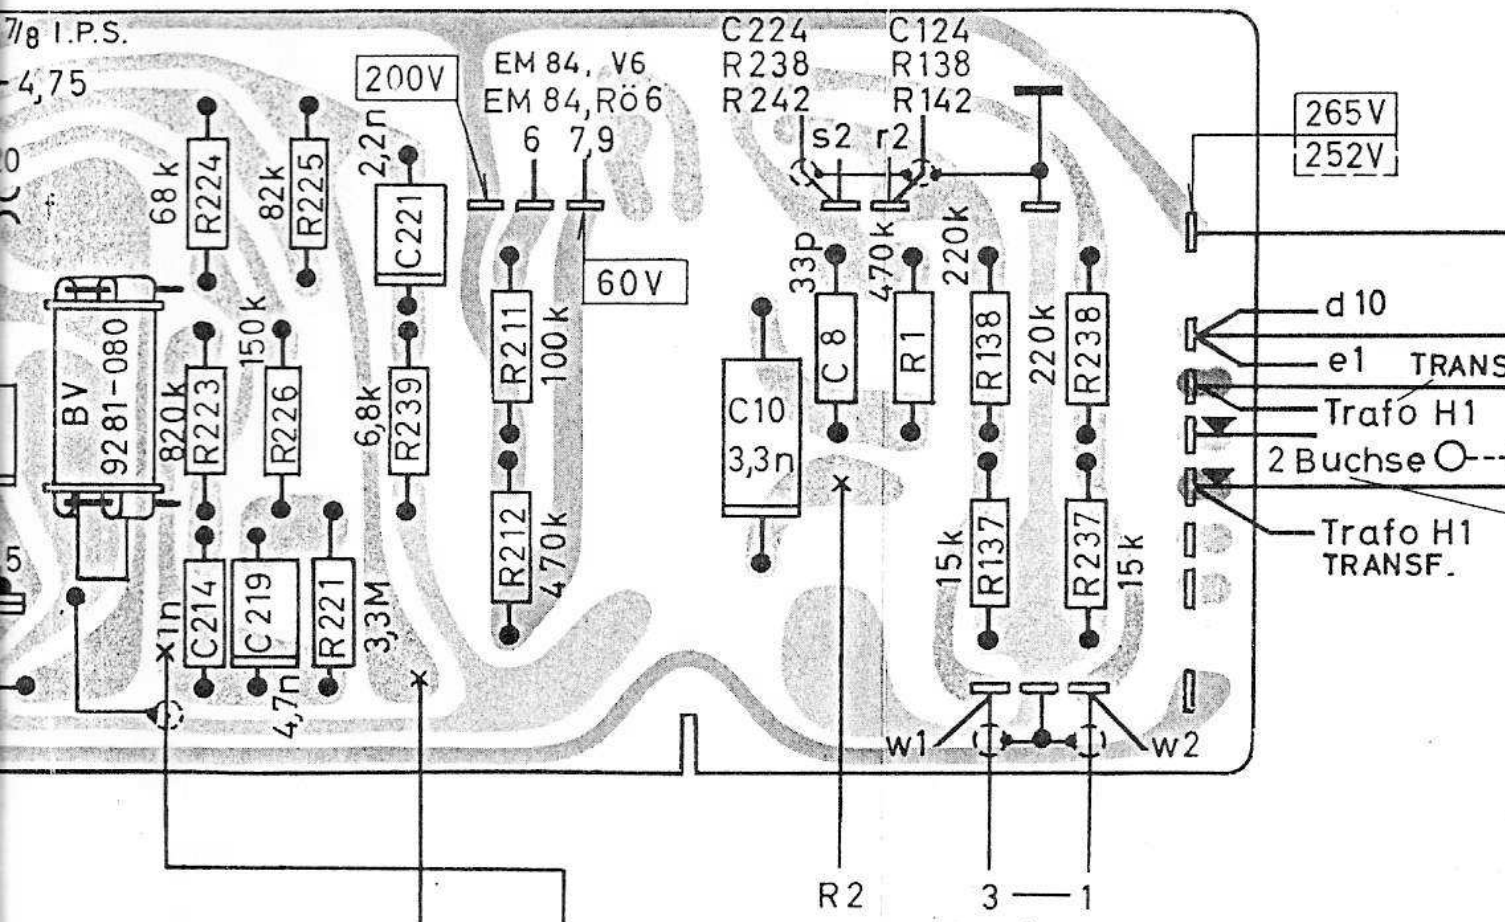 7/8 I.P.S.
4,75
200V
EM 84, V6
EM 84, Rö 6
6
7,9
C224
R238
R242
C124
R138
R142
s2
r2
265V
252V
68k
R224
82k
R225
2,2n
C221
60V
33p
470k
220k
BV
9281-080
820k
R223
150k
R226
6,8k
R239
R211
100k
C10
3,3n
C 8
R1
R138
220k
R238
d 10
e1
TRANS
Trafo H1
2 Buchse
Trafo H1
TRANSF.
5
1n
C214
C219
4,7n
R221
3,3M
R212
470k
15k
R137
R237
15k
w1
w2
R2
3 — 1